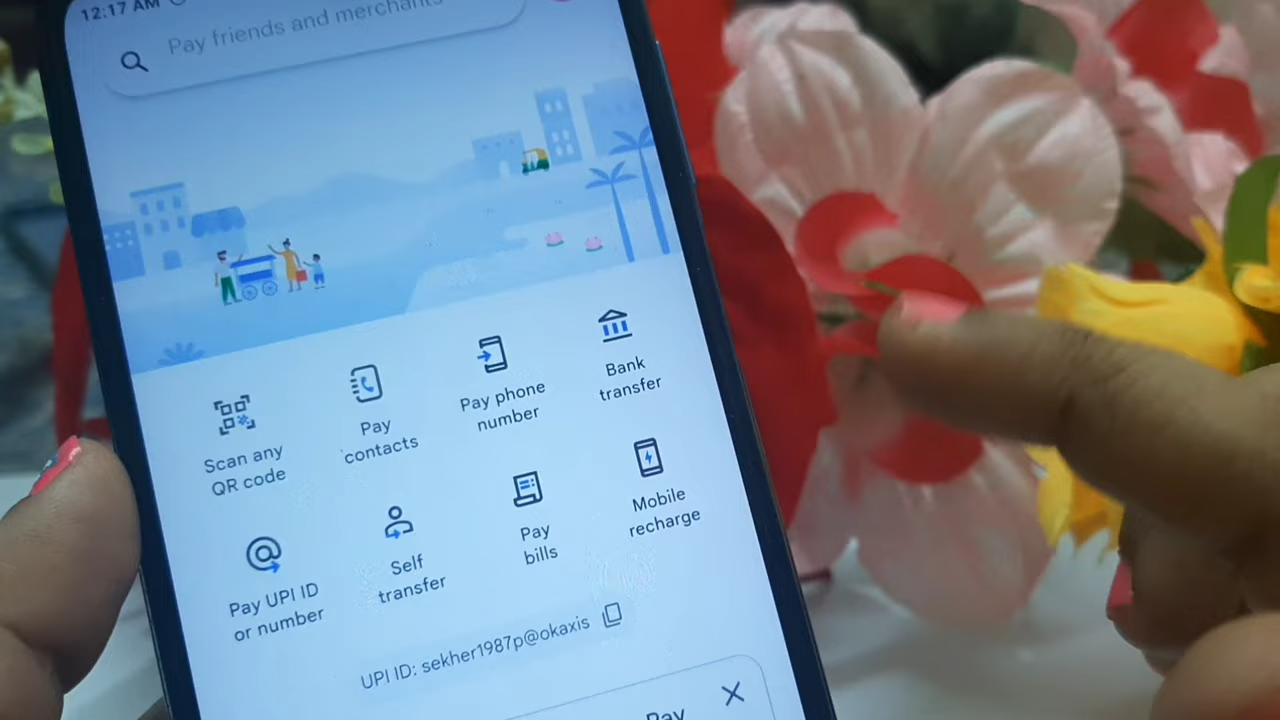 12:17 AM
Pay friends and merchants
Scan any
QR code
Pay
contacts
Pay phone
number
Bank
transfer
Pay UPI ID
or number
Self
transfer
Pay
bills
Mobile
recharge
UPI ID: sekher1987p@okaxis
Pay